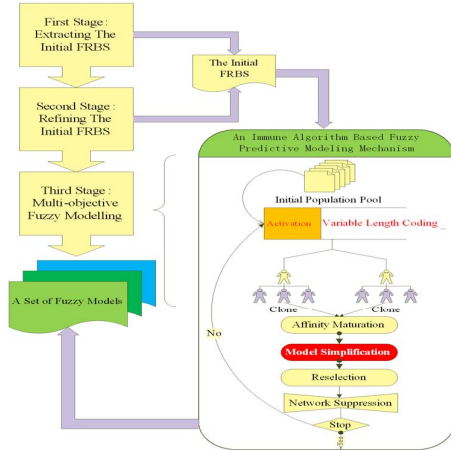 First Stage :
Extracting The
Initial FRBS
The Initial
FRBS
Second Stage :
Refining The
Initial FRBS
Third Stage :
Multi-objective
Fuzzy Modelling
A Set of Fuzzy Models
An Immune Algorithm Based Fuzzy
Predictive Modeling Mechanism
Initial Population Pool
Activation
Variable Length Coding ...
Clone
Clone
Affinity Maturation
Model Simplification
Reselection
Network Suppression
Stop
No
Yes